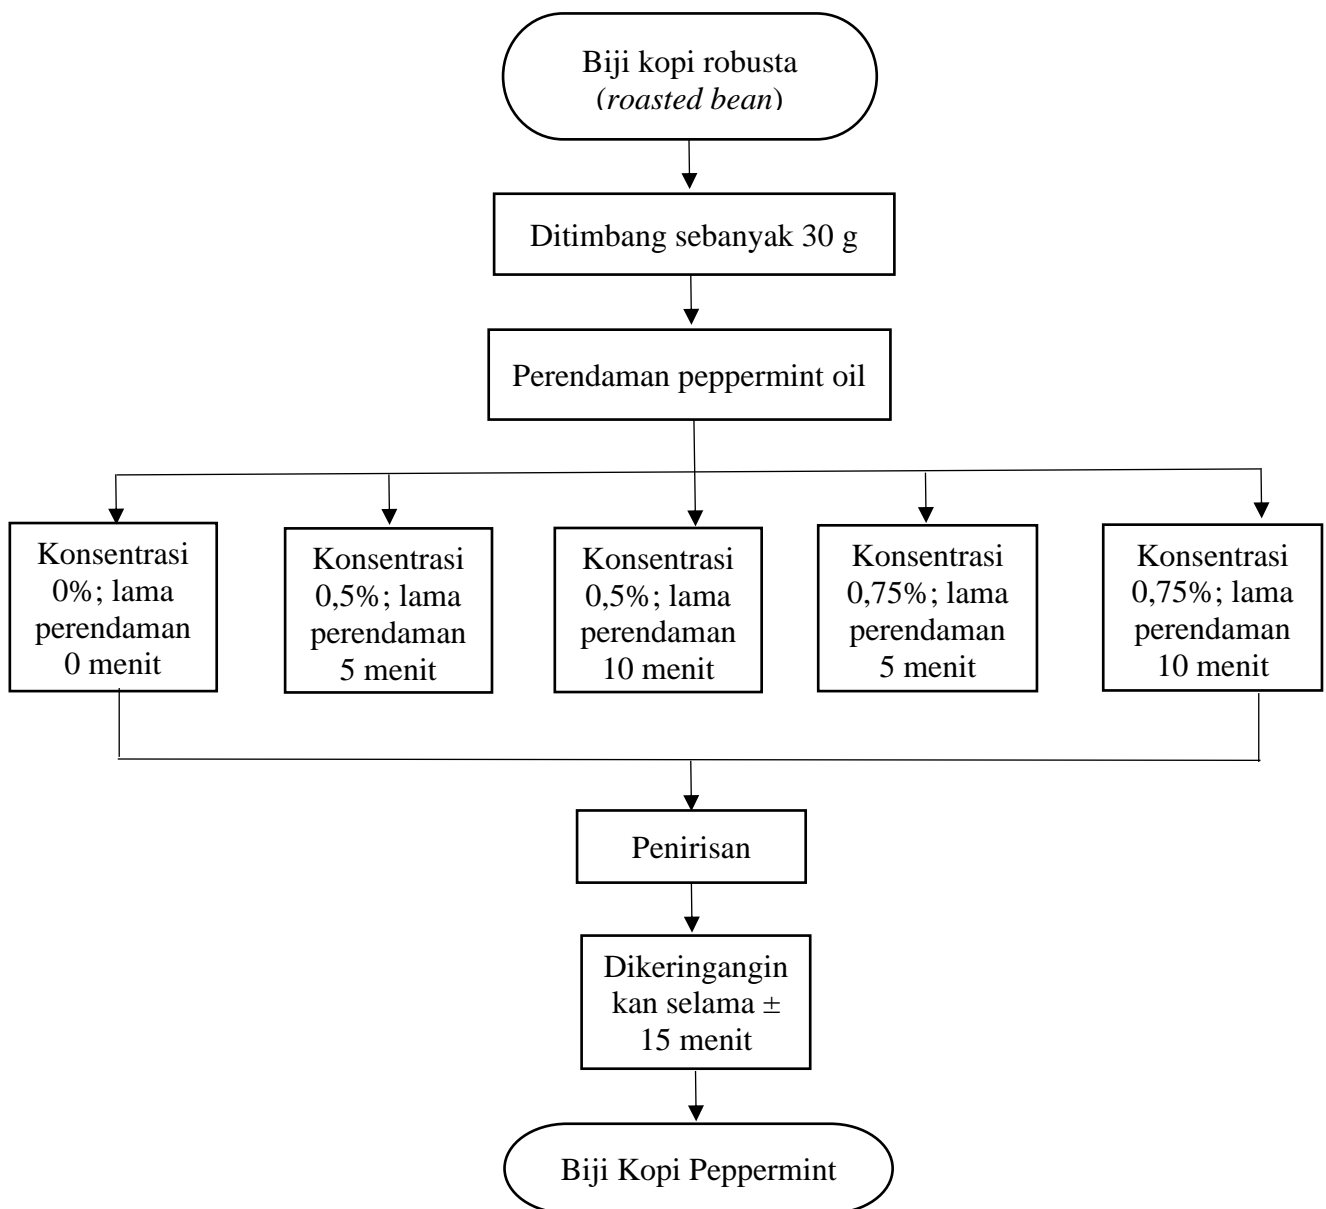 Biji kopi robusta
(roasted bean)
Ditimbang sebanyak 30 g
Perendaman peppermint oil
Konsentrasi
0%; lama
perendaman
0 menit
Konsentrasi
0,5%; lama
perendaman
5 menit
Konsentrasi
0,5%; lama
perendaman
10 menit
Konsentrasi
0,75%; lama
perendaman
5 menit
Konsentrasi
0,75%; lama
perendaman
10 menit
Penirisan
Dikeringangin
kan selama ±
15 menit
Biji Kopi Peppermint